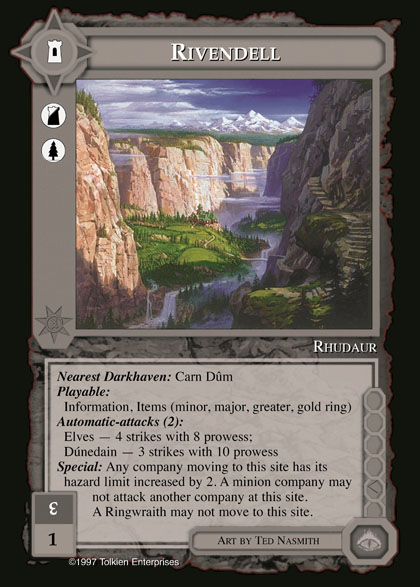 RIVENDELL
RHUDAUR
Nearest Darkhaven: Carn Dûm
Playable:
Information, Items (minor, major, greater, gold ring)
Automatic-attacks (2):
Elves — 4 strikes with 8 prowess;
Dúnedain — 3 strikes with 10 prowess
Special: Any company moving to this site has its
hazard limit increased by 2. A minion company may
not attack another company at this site.
A Ringwraith may not move to this site.
ε
1
ART BY TED NASMITH
©1997 Tolkien Enterprises